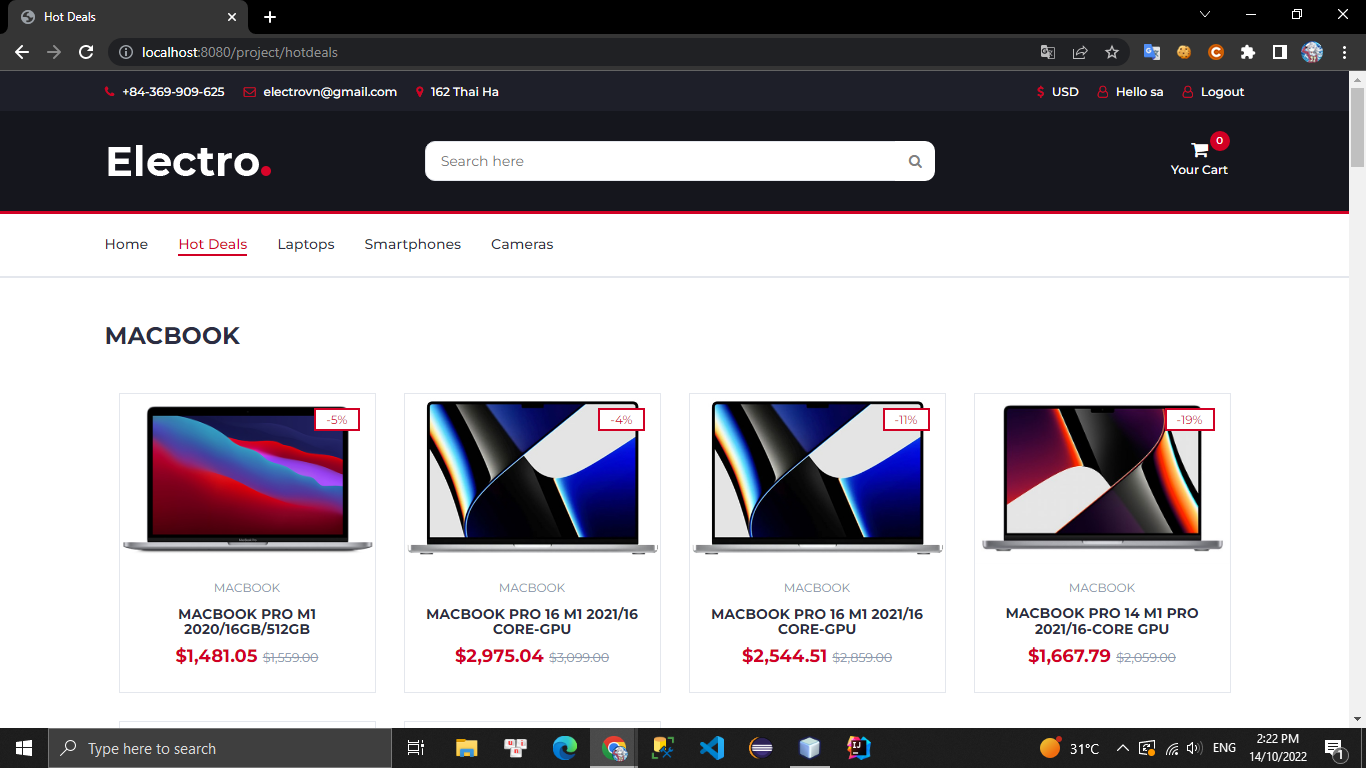 Hot Deals
localhost:8080/project/hotdeals
+84-369-909-625 electrovn@gmail.com 162 Thai Ha $ USD Hello sa Logout
Electro. Search here 0
Your Cart
Home Hot Deals Laptops Smartphones Cameras
MACBOOK
-5% -4% -11% -19%
MACBOOK MACBOOK MACBOOK MACBOOK
MACBOOK PRO M1
2020/16GB/512GB
$1,481.05 $1,559.00
MACBOOK PRO 16 M1 2021/16
CORE-GPU
$2,975.04 $3,099.00
MACBOOK PRO 16 M1 2021/16
CORE-GPU
$2,544.51 $2,859.00
MACBOOK PRO 14 M1 PRO
2021/16-CORE GPU
$1,667.79 $2,059.00
Type here to search
31°C
ENG
2:22 PM
14/10/2022
1